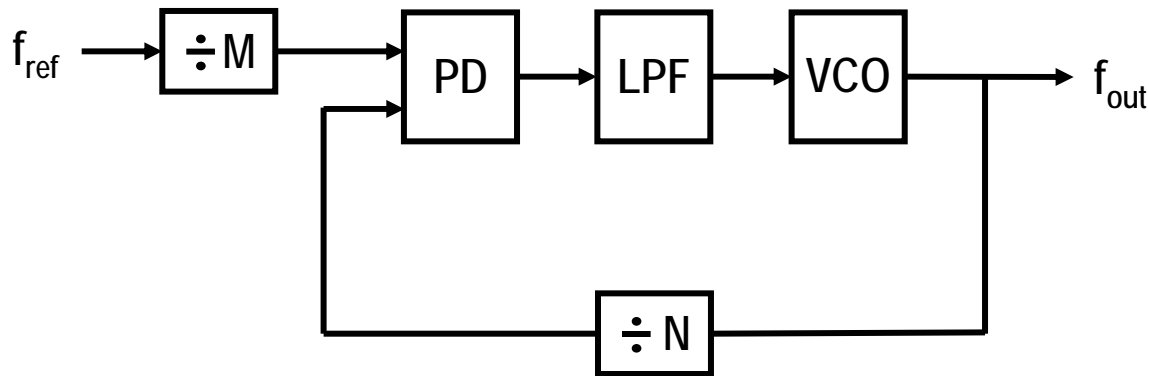 f_ref
÷ M
PD
LPF
VCO
f_out
÷ N